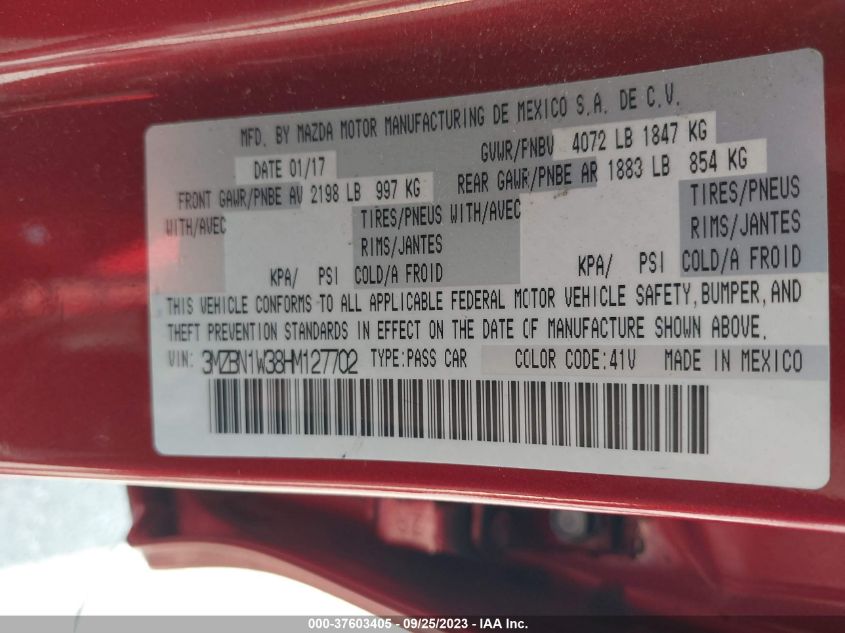 MFD. BY MAZDA MOTOR MANUFACTURING DE MEXICO S.A. DE C.V.
DATE 01/17 GVWR/PNBV 4072 LB 1847 KG
FRONT GAWR/PNBE AV 2198 LB 997 KG REAR GAWR/PNBE AR 1883 LB 854 KG
WITH/AVEC TIRES/PNEUS WITH/AVEC TIRES/PNEUS
RIMS/JANTES RIMS/JANTES
KPA/ PSI COLD/A FROID KPA/ PSI COLD/A FROID
THIS VEHICLE CONFORMS TO ALL APPLICABLE FEDERAL MOTOR VEHICLE SAFETY, BUMPER, AND
THEFT PREVENTION STANDARDS IN EFFECT ON THE DATE OF MANUFACTURE SHOWN ABOVE.
VIN: 3MZBN1W38HM127702 TYPE:PASS CAR COLOR CODE:41V MADE IN MEXICO
000-37603405 - 09/25/2023 - IAA Inc.